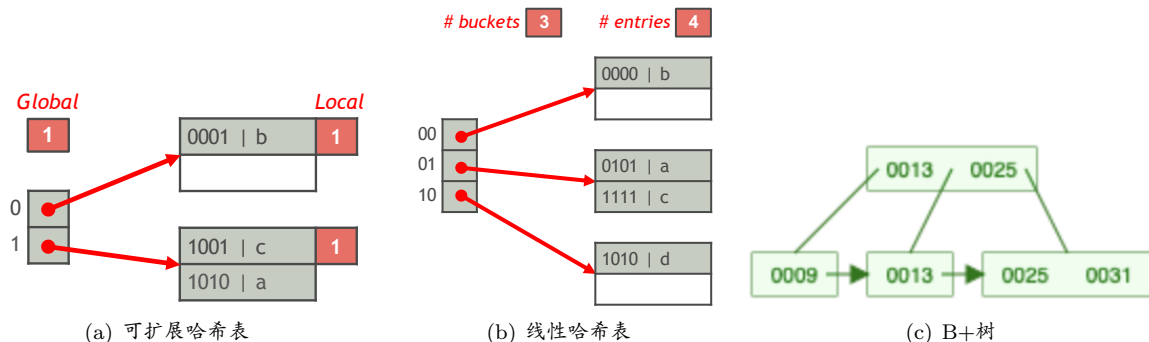 Global
1
Local
0001 | b
1
0
1
1001 | c
1
1010 | a
(a) 可扩展哈希表
# buckets 3
# entries 4
0000 | b
00
01
10
0101 | a
1111 | c
1010 | d
(b) 线性哈希表
0013 0025
0009
0013
0025 0031
(c) B+树